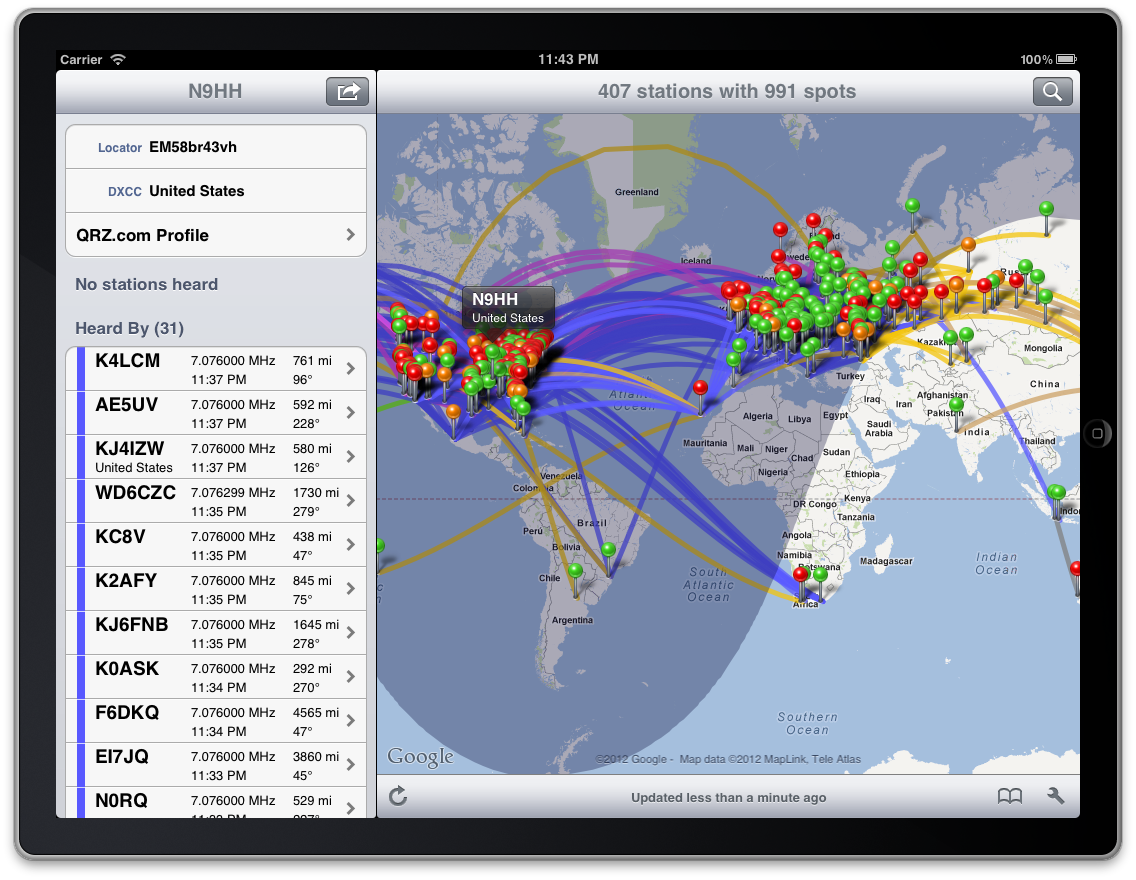 Carrier
11:43 PM
100%
N9HH
407 stations with 991 spots
Locator EM58br43vh
DXCC United States
QRZ.com Profile
No stations heard
Heard By (31)
K4LCM 7.076000 MHz 761 mi
11:37 PM 96°
AE5UV 7.076000 MHz 592 mi
11:37 PM 228°
KJ4IZW 7.076000 MHz 580 mi
United States 11:37 PM 126°
WD6CZC 7.076299 MHz 1730 mi
11:35 PM 279°
KC8V 7.076000 MHz 438 mi
11:35 PM 47°
K2AFY 7.076000 MHz 845 mi
11:35 PM 75°
KJ6FNB 7.076000 MHz 1645 mi
11:35 PM 278°
K0ASK 7.076000 MHz 292 mi
11:34 PM 270°
F6DKQ 7.076000 MHz 4565 mi
11:34 PM 47°
EI7JQ 7.076000 MHz 3860 mi
11:33 PM 45°
N0RQ 7.076000 MHz 529 mi
Greenland
Iceland
N9HH
United States
Kazak
Mongolia
China
Turkey
Iraq
Iran
Afghanistan
Pakistan
India
Thailand
Indon
Atlantic
Ocean
Algeria
Libya
Egypt
Saudi
Arabia
Mauritania
Mali
Niger
Chad
Sudan
Nigeria
Ethiopia
DR Congo
Kenya
Tanzania
Angola
Namibia
Botswana
Madagascar
Africa
Venezuela
Colom
Brazil
Perú
Bolivia
Chile
Argentina
South
Atlantic
Ocean
Indian
Ocean
Southern
Ocean
Google
©2012 Google - Map data ©2012 MapLink, Tele Atlas
Updated less than a minute ago